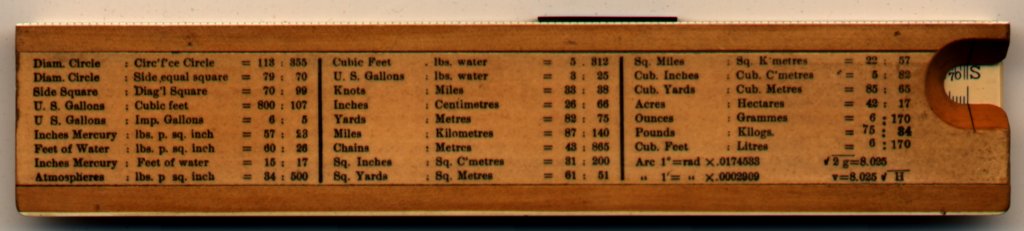 Diam. Circle : Circ'f'ce Circle = 113 : 355
Diam. Circle : Side equal square = 79 : 70
Side Square : Diag'l Square = 70 : 99
U. S. Gallons : Cubic feet = 800 : 107
U S. Gallons : Imp. Gallons = 6 : 5
Inches Mercury : lbs. p. sq. inch = 57 : 23
Feet of Water : lbs. p. sq. inch = 60 : 26
Inches Mercury : Feet of water = 15 : 17
Atmospheres : lbs. p sq. inch = 34 : 500
Cubic Feet . lbs. water = 5 . 312
U. S. Gallons : lbs. water = 3 : 25
Knots : Miles = 33 : 38
Inches : Centimetres = 26 : 66
Yards : Metres = 82 : 75
Miles : Kilometres = 87 : 140
Chains : Metres = 43 : 865
Sq. Inches : Sq. C'metres = 31 : 200
Sq. Yards : Sq. Metres = 61 : 51
Sq. Miles : Sq. K'metres = 22 : 57
Cub. Inches : Cub. C'metres = 5 : 82
Cub. Yards : Cub. Metres = 85 : 65
Acres : Hectares = 42 : 17
Ounces : Grammes = 6 : 170
Pounds : Kilogs. = 75 : 34
Cub. Feet : Litres = 6 : 170
Arc 1°=rad ×.0174533 √2 g=8.025
„ 1'= „ ×.0002909 v=8.025 √H
70 S